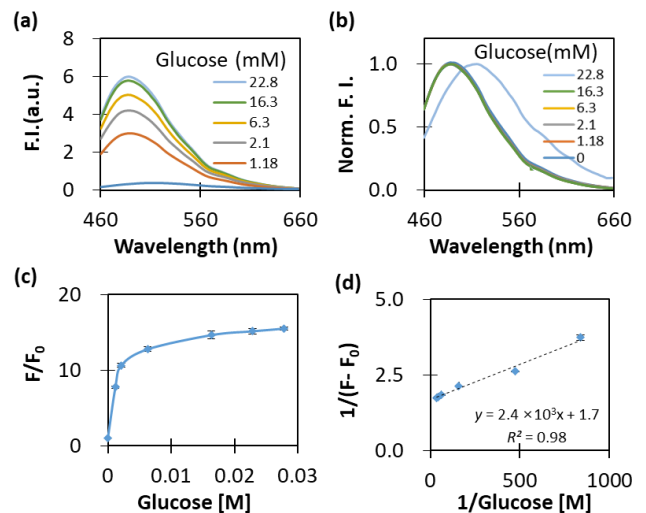 (a)
Glucose (mM)
F.I.(a.u.)
8
6
4
2
0
22.8
16.3
6.3
2.1
1.18
460
560
660
Wavelength (nm)
(b)
Glucose(mM)
Norm. F. I.
1.0
0.5
0.0
22.8
16.3
6.3
2.1
1.18
0
460
560
660
Wavelength (nm)
(c)
F/F0
20
10
0
0
0.01
0.02
0.03
Glucose [M]
(d)
1/(F- F0)
5.0
2.5
0.0
y = 2.4 ×10³x + 1.7
R² = 0.98
0
500
1000
1/Glucose [M]